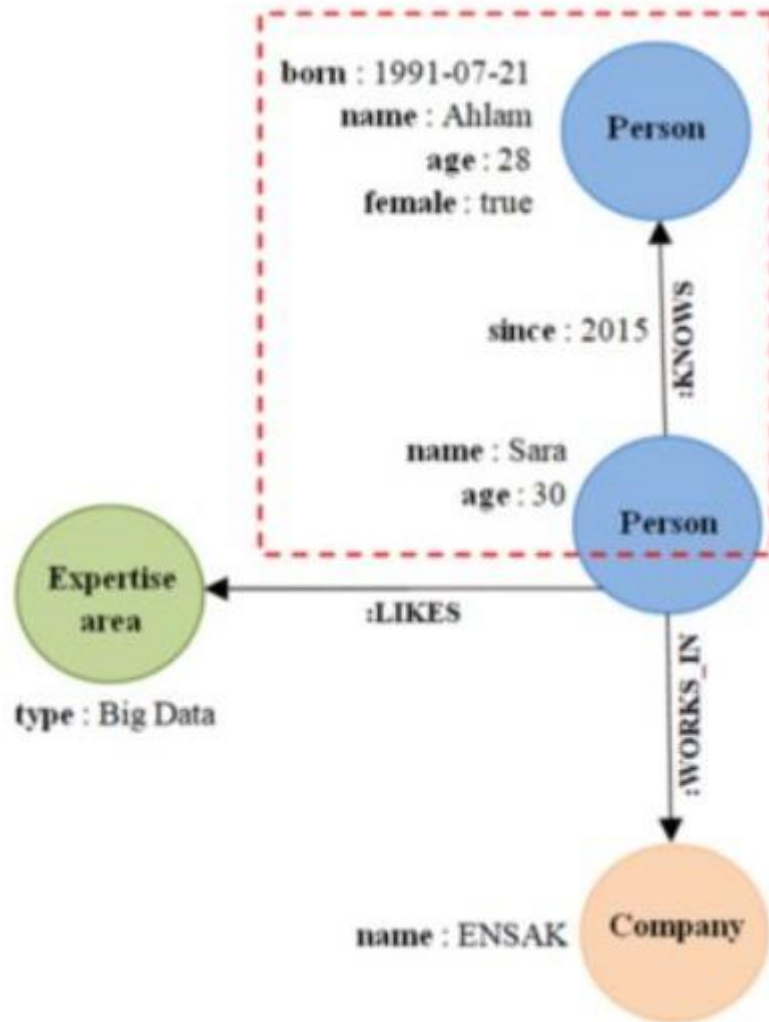 born : 1991-07-21
name : Ahlam
age : 28
female : true
Person
since : 2015
:KNOWS
name : Sara
age : 30
Person
Expertise
area
:LIKES
type : Big Data
:WORKS_IN
name : ENSAK
Company